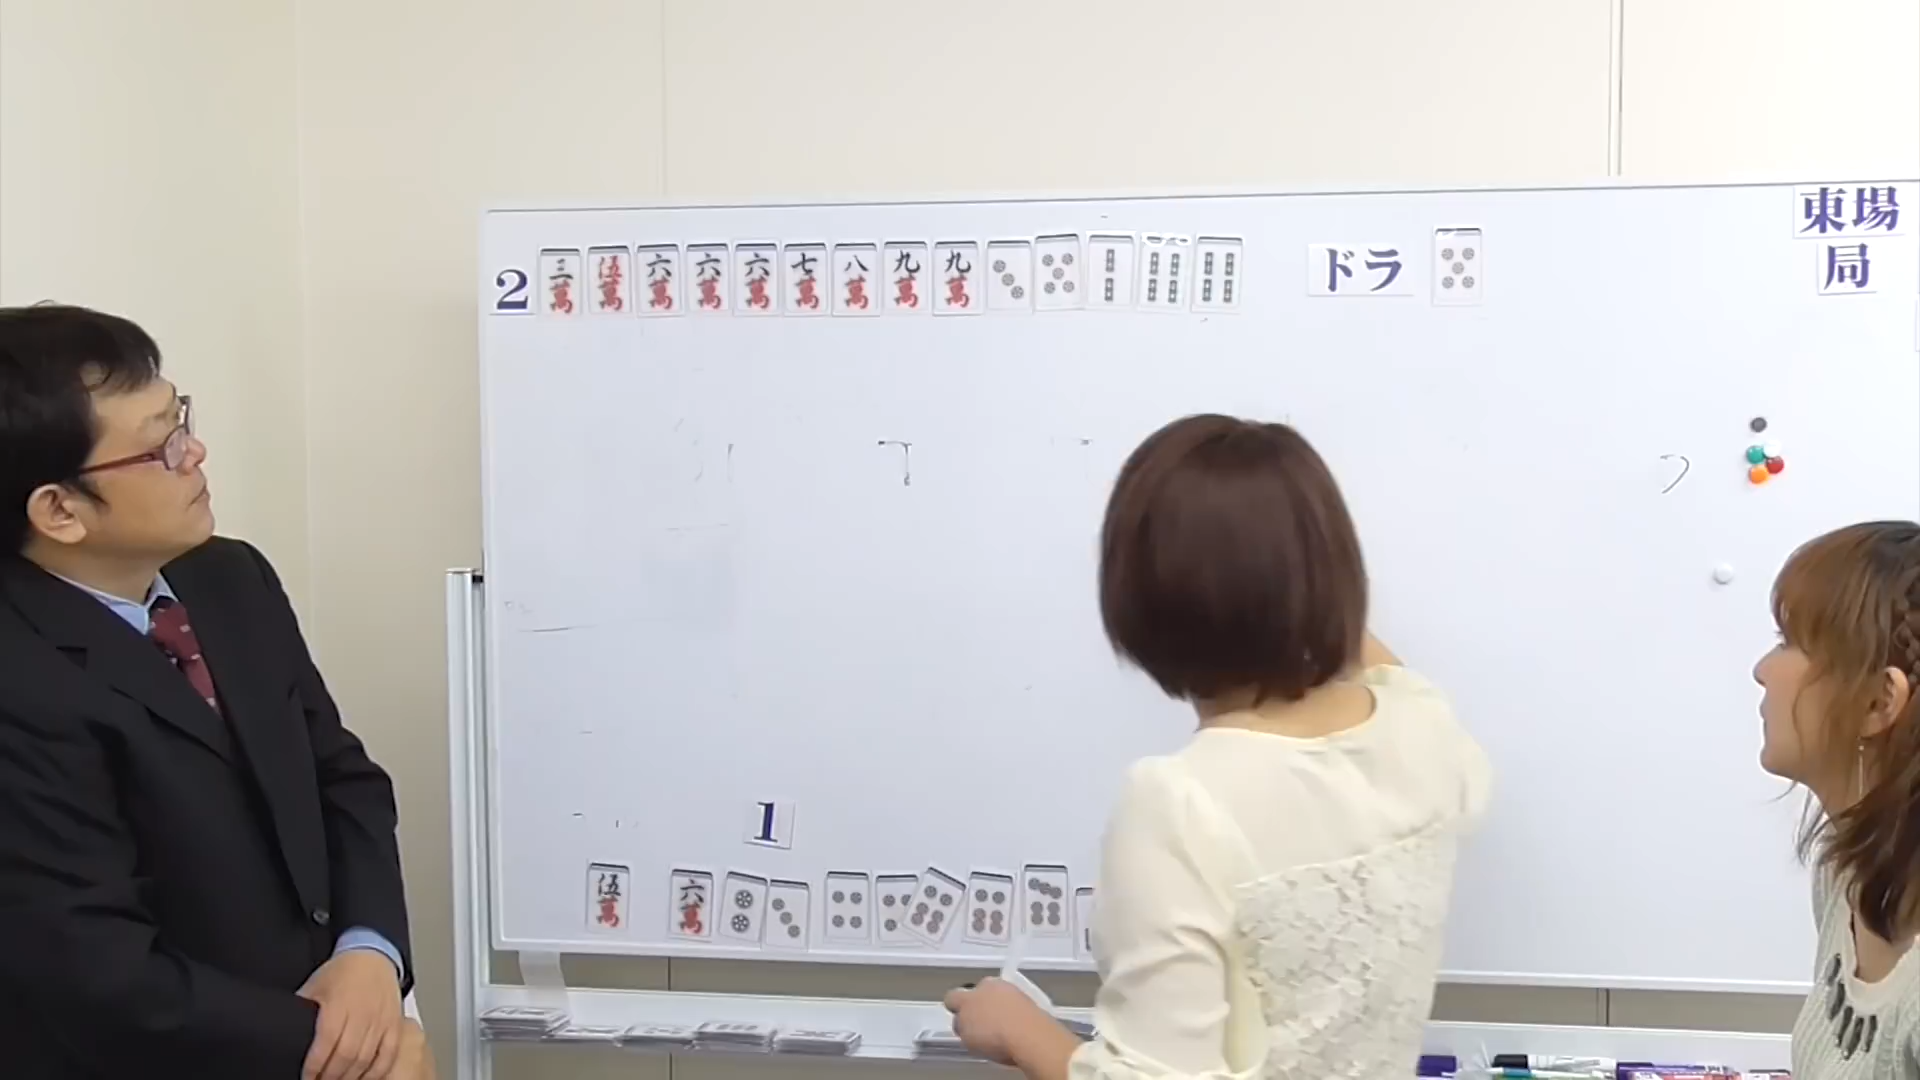 2 三萬 伍萬 六萬 六萬 六萬 七萬 八萬 九萬 九萬
ドラ
東場
局
1
伍萬 六萬